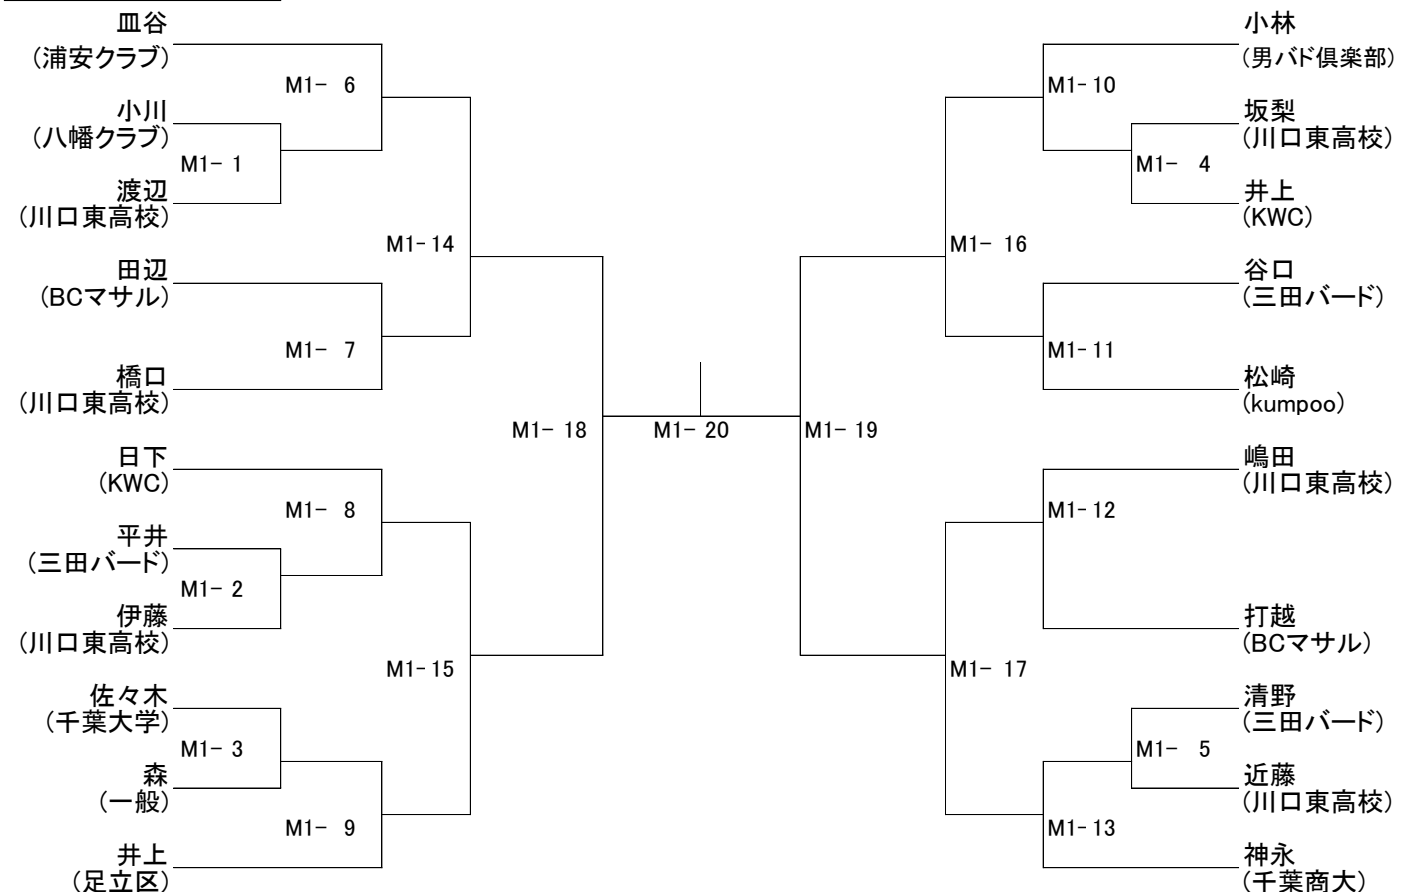 皿谷
(浦安クラブ)
M1- 6
小川
(八幡クラブ)
M1- 1
渡辺
(川口東高校)
M1-14
田辺
(BCマサル)
M1- 7
橋口
(川口東高校)
M1- 18
日下
(KWC)
M1- 8
平井
(三田バード)
M1- 2
伊藤
(川口東高校)
M1-15
佐々木
(千葉大学)
M1- 3
森
(一般)
M1- 9
井上
(足立区)
M1- 20
小林
(男バド倶楽部)
M1-10
坂梨
(川口東高校)
M1- 4
井上
(KWC)
M1- 16
谷口
(三田バード)
M1-11
松崎
(kumpoo)
M1- 19
嶋田
(川口東高校)
M1-12
打越
(BCマサル)
M1- 17
清野
(三田バード)
M1- 5
近藤
(川口東高校)
M1-13
神永
(千葉商大)